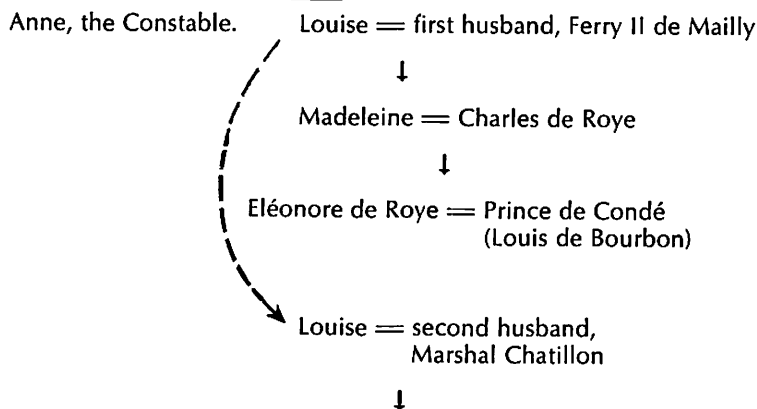 Anne, the Constable. Louise = first husband, Ferry II de Mailly
Madeleine = Charles de Roye
Eléonore de Roye = Prince de Condé
(Louis de Bourbon)
Louise = second husband,
Marshal Chatillon